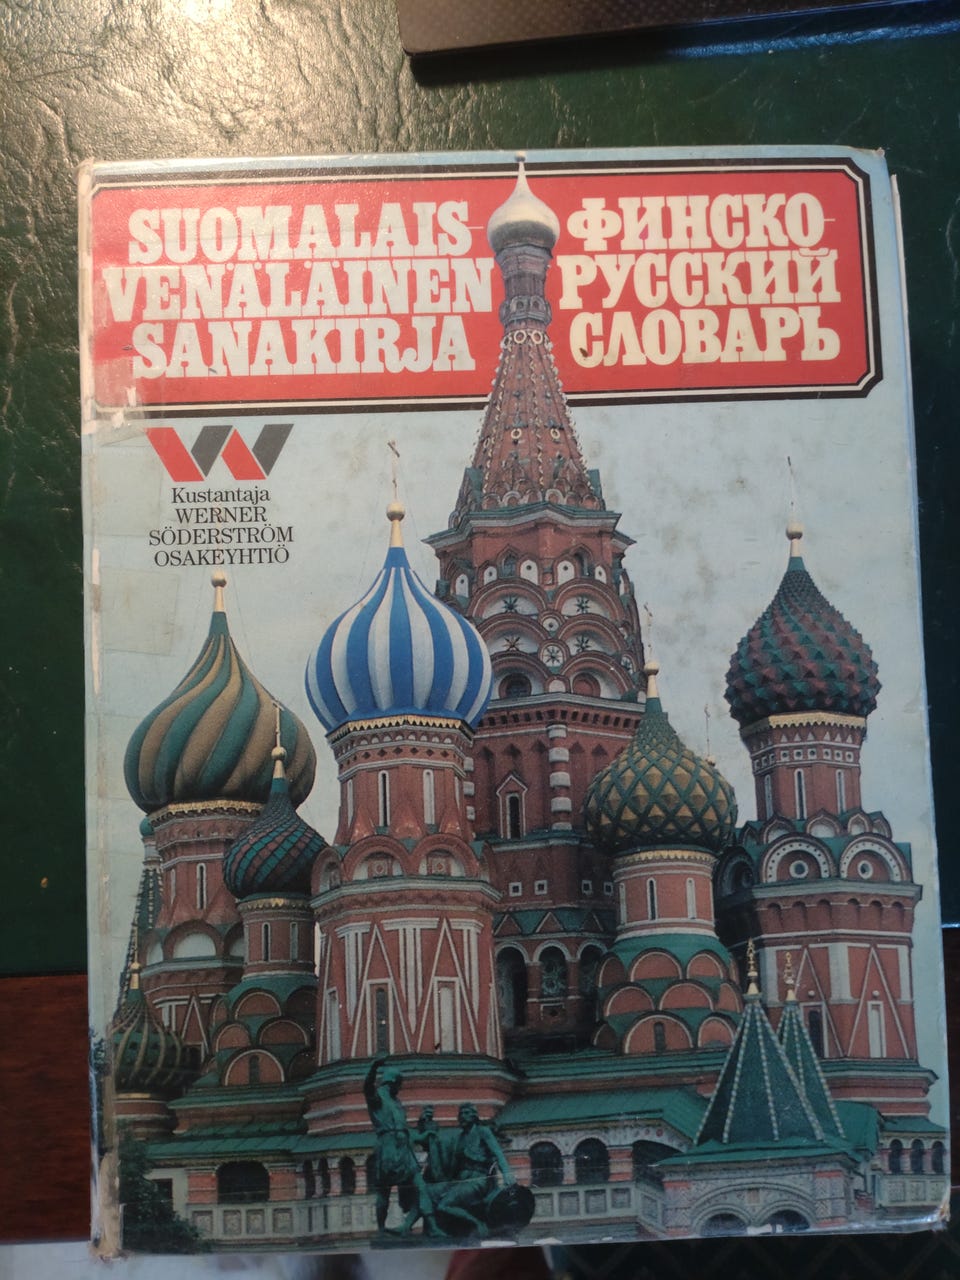 SUOMALAIS-
VENÄLÄINEN
SANAKIRJA
ФИНСКО-
РУССКИЙ
СЛОВАРЬ
Kustantaja
WERNER
SÖDERSTRÖM
OSAKEYHTIÖ